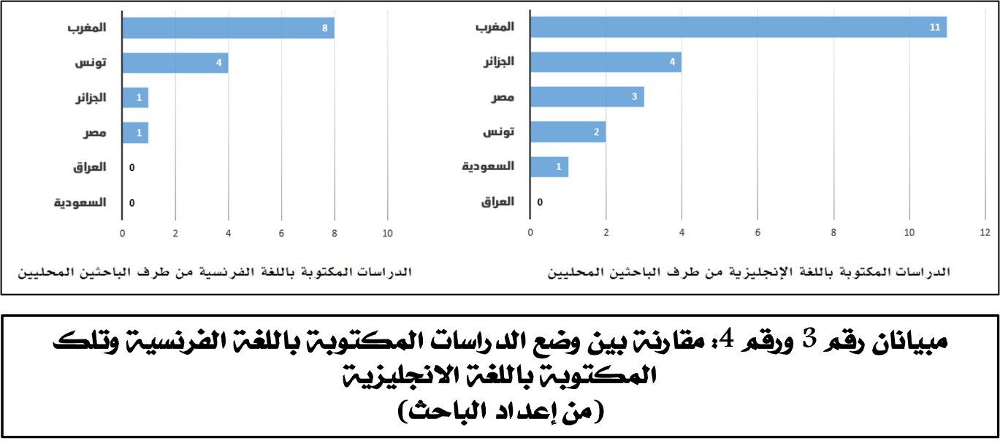 المغرب
11
الجزائر
4
مصر
3
تونس
2
السعودية
1
العراق
0
0 2 4 6 8 10 12
الدراسات المكتوبة باللغة الإنجليزية من طرف الباحثين المحليين
المغرب
8
تونس
4
الجزائر
1
مصر
1
العراق
0
السعودية
0
0 2 4 6 8 10
الدراسات المكتوبة باللغة الفرنسية من طرف الباحثين المحليين
مبيانان رقم 3 ورقم 4: مقارنة بين وضع الدراسات المكتوبة باللغة الفرنسية وتلك
المكتوبة باللغة الانجليزية
(من إعداد الباحث)